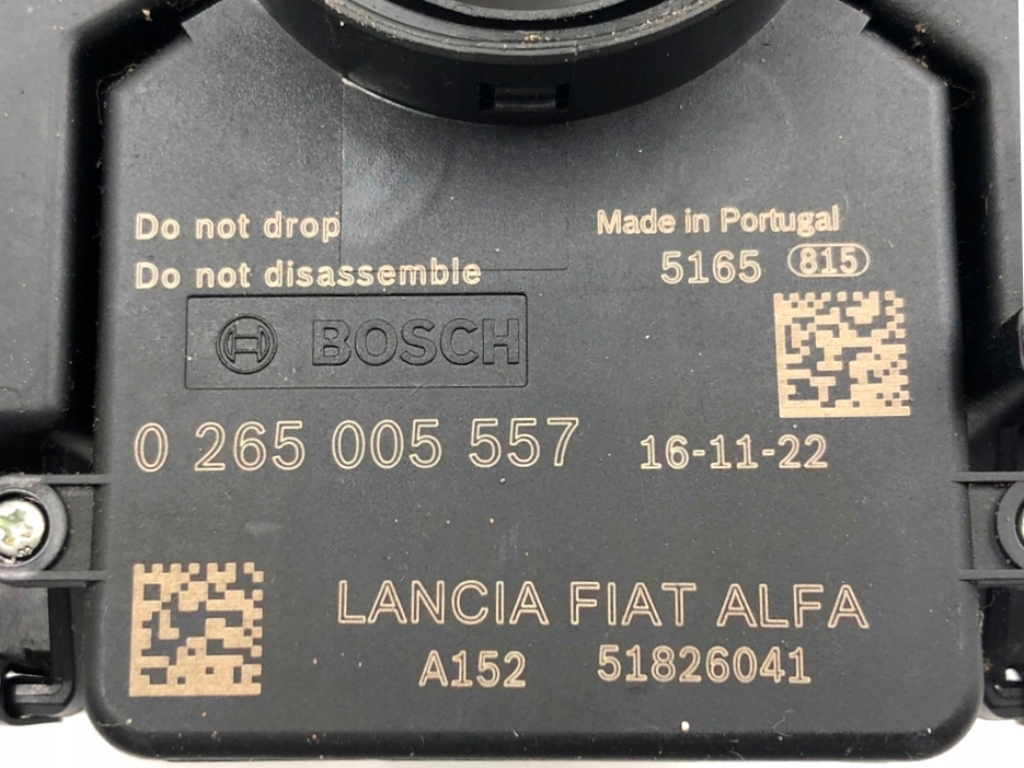 Do not drop
Do not disassemble
Made in Portugal
5165 815
BOSCH
0 265 005 557
16-11-22
LANCIA FIAT ALFA
A152 51826041